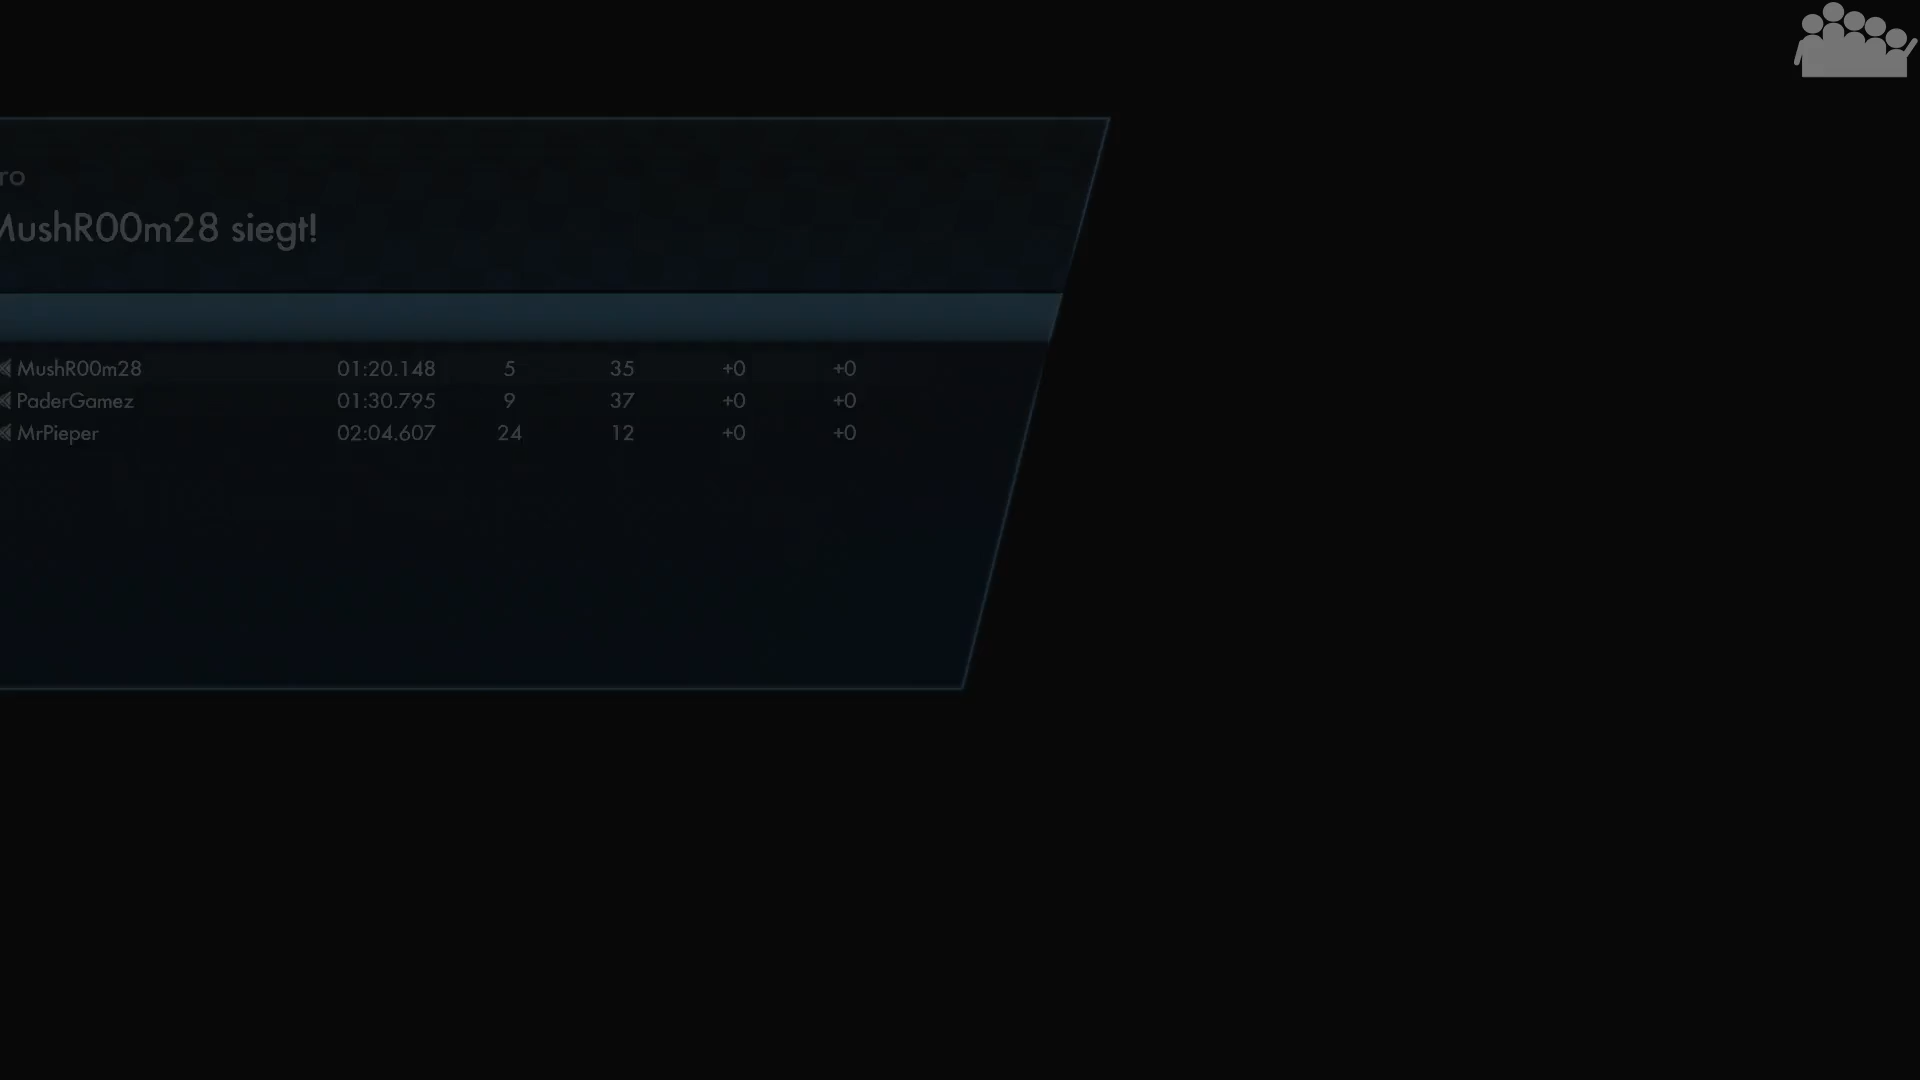 ro
MushR00m28 siegt!
MushR00m28 01:20.148 5 35 +0 +0
PaderGamez 01:30.795 9 37 +0 +0
MrPieper 02:04.607 24 12 +0 +0